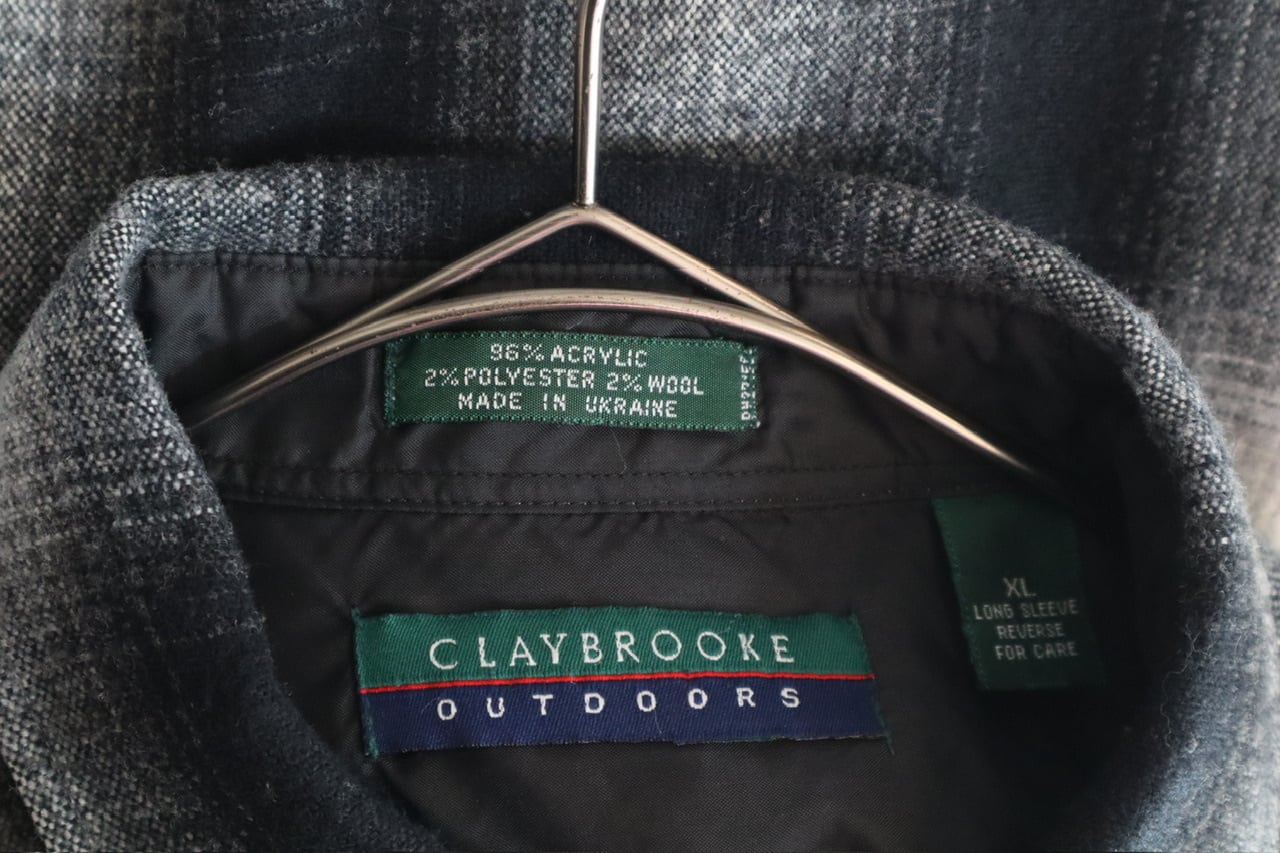 96% ACRYLIC
2% POLYESTER 2% WOOL
MADE IN UKRAINE
CLAYBROOKE
OUTDOORS
XL
LONG SLEEVE
REVERSE
FOR CARE